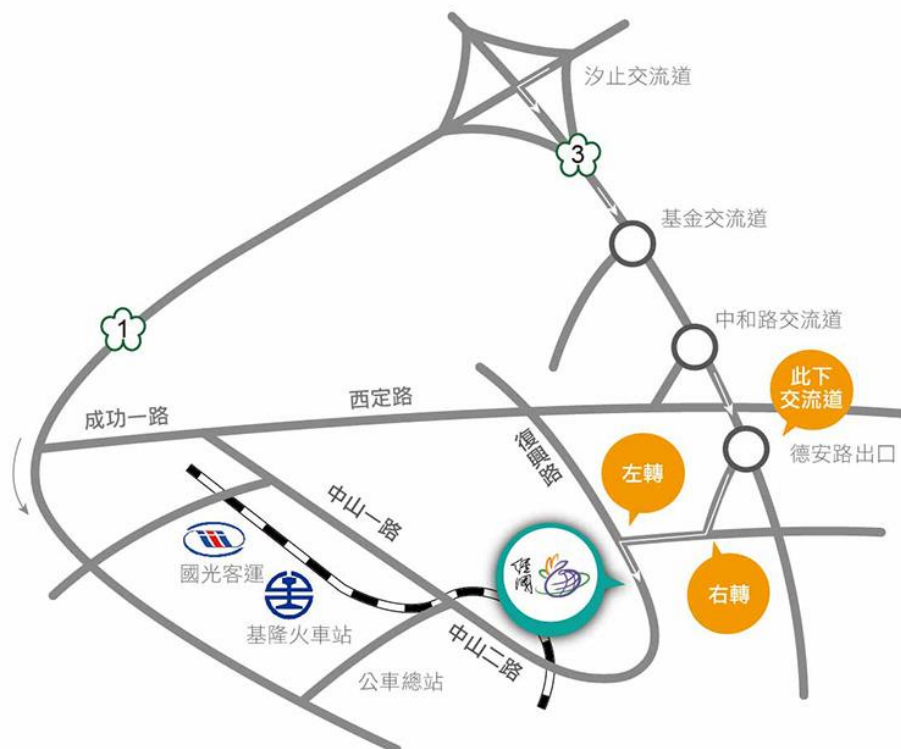 汐止交流道
3
基金交流道
1
中和路交流道
此下
交流道
西定路
成功一路
復興路
德安路出口
左轉
中山一路
國光客運
經國
右轉
基隆火車站
中山二路
公車總站